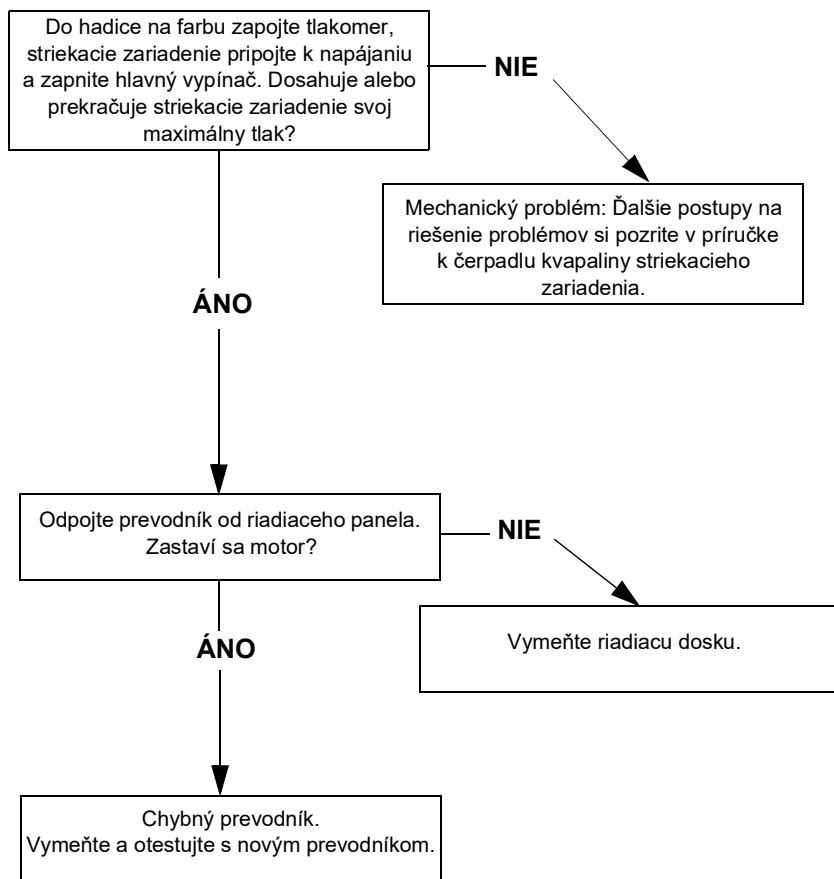 Do hadice na farbu zapojte tlakomer,
striekacie zariadenie pripojte k napájaniu
a zapnite hlavný vypínač. Dosahuje alebo
prekračuje striekacie zariadenie svoj
maximálny tlak?
NIE
Mechanický problém: Ďalšie postupy na
riešenie problémov si pozrite v príručke
k čerpadlu kvapaliny striekacieho
zariadenia.
ÁNO
Odpojte prevodník od riadiaceho panela.
Zastaví sa motor?
NIE
Vymeňte riadiacu dosku.
ÁNO
Chybný prevodník.
Vymeňte a otestujte s novým prevodníkom.